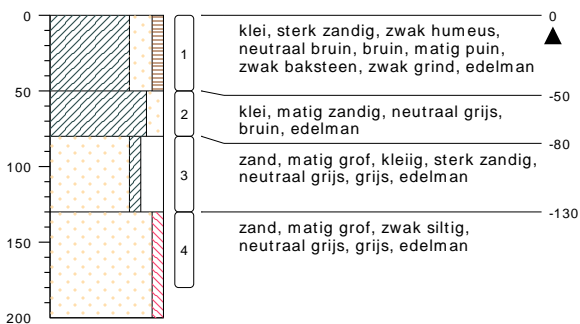 0
50
100
150
200
1
2
3
4
klei, sterk zandig, zwak humeus,
neutraal bruin, bruin, matig puin,
zwak baksteen, zwak grind, edelman
klei, matig zandig, neutraal grijs,
bruin, edelman
zand, matig grof, kleiig, sterk zandig,
neutraal grijs, grijs, edelman
zand, matig grof, zwak siltig,
neutraal grijs, grijs, edelman
0
-50
-80
-130